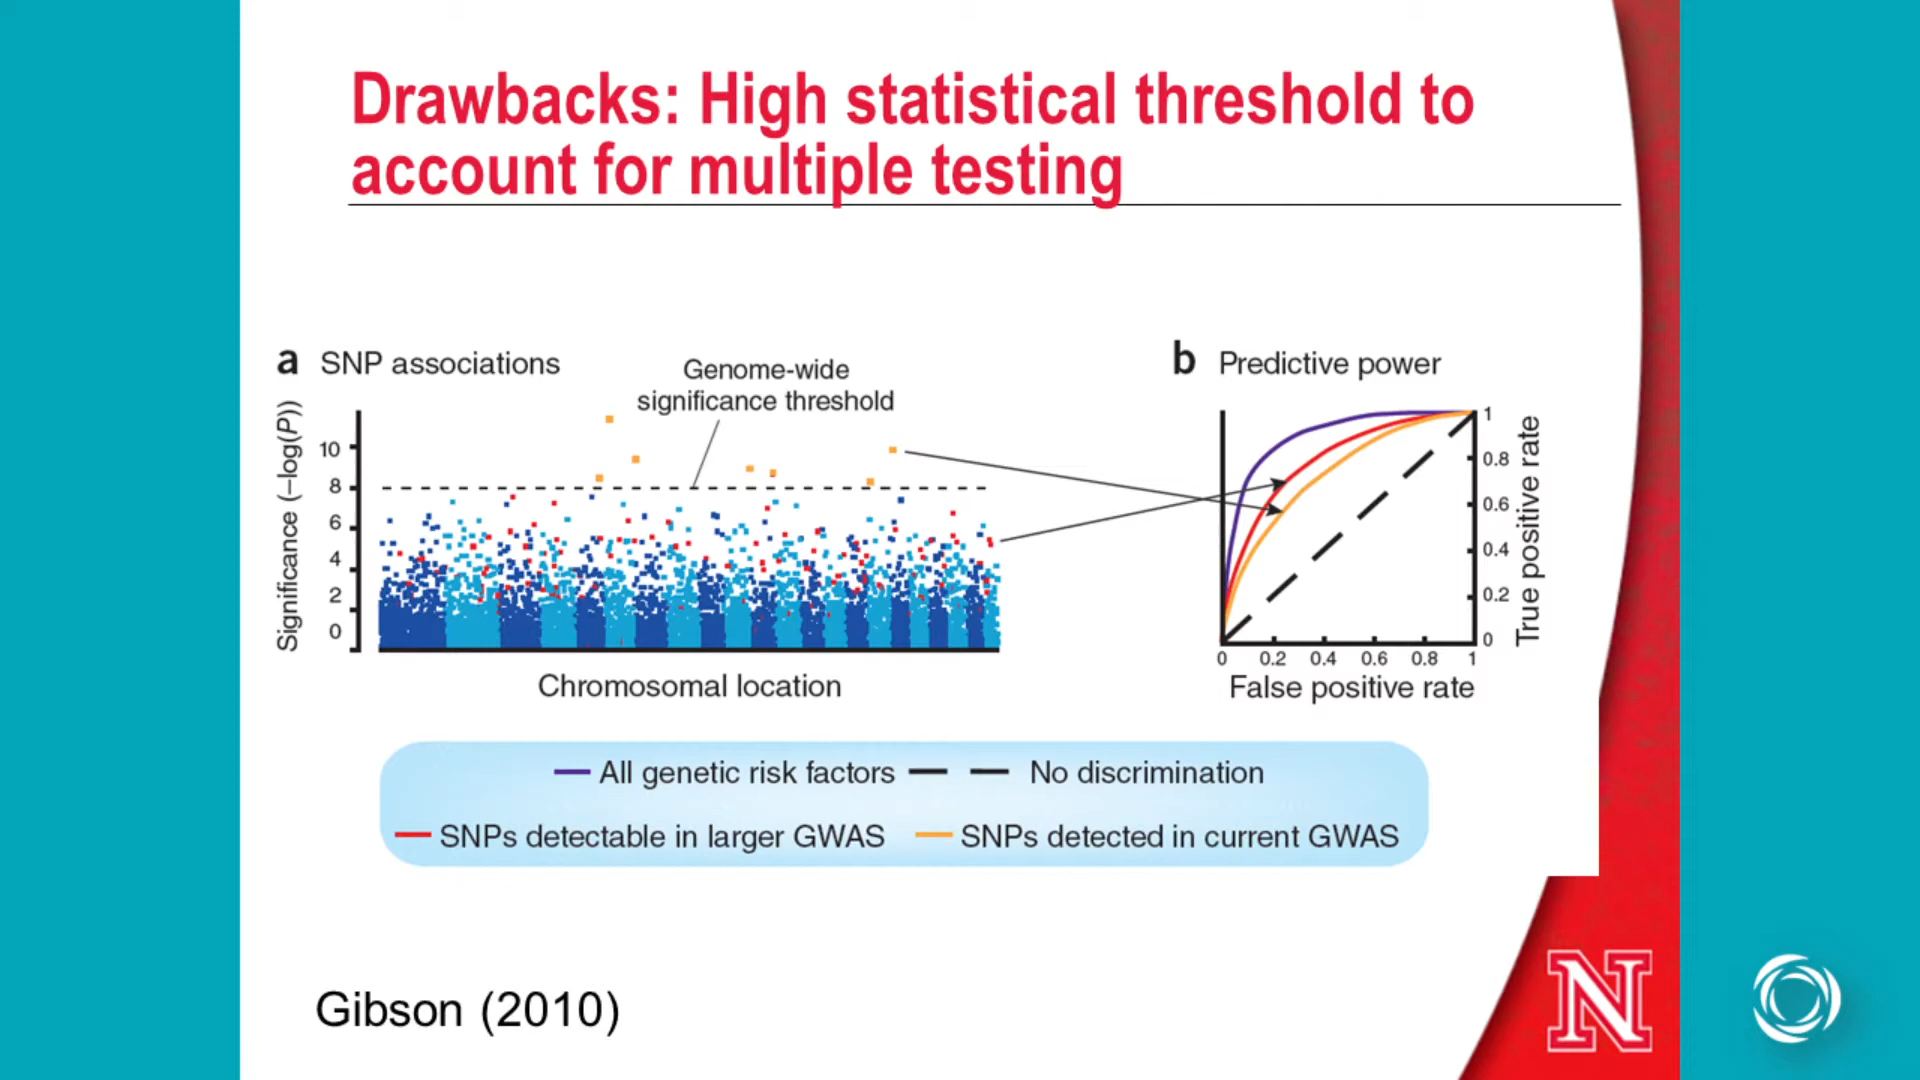 Drawbacks: High statistical threshold to
account for multiple testing
a SNP associations
Genome-wide
significance threshold
Significance (–log(P))
10
8
6
4
2
0
Chromosomal location
b Predictive power
1
0.8
0.6
0.4
0.2
0
True positive rate
0 0.2 0.4 0.6 0.8 1
False positive rate
All genetic risk factors No discrimination
SNPs detectable in larger GWAS SNPs detected in current GWAS
Gibson (2010)
N